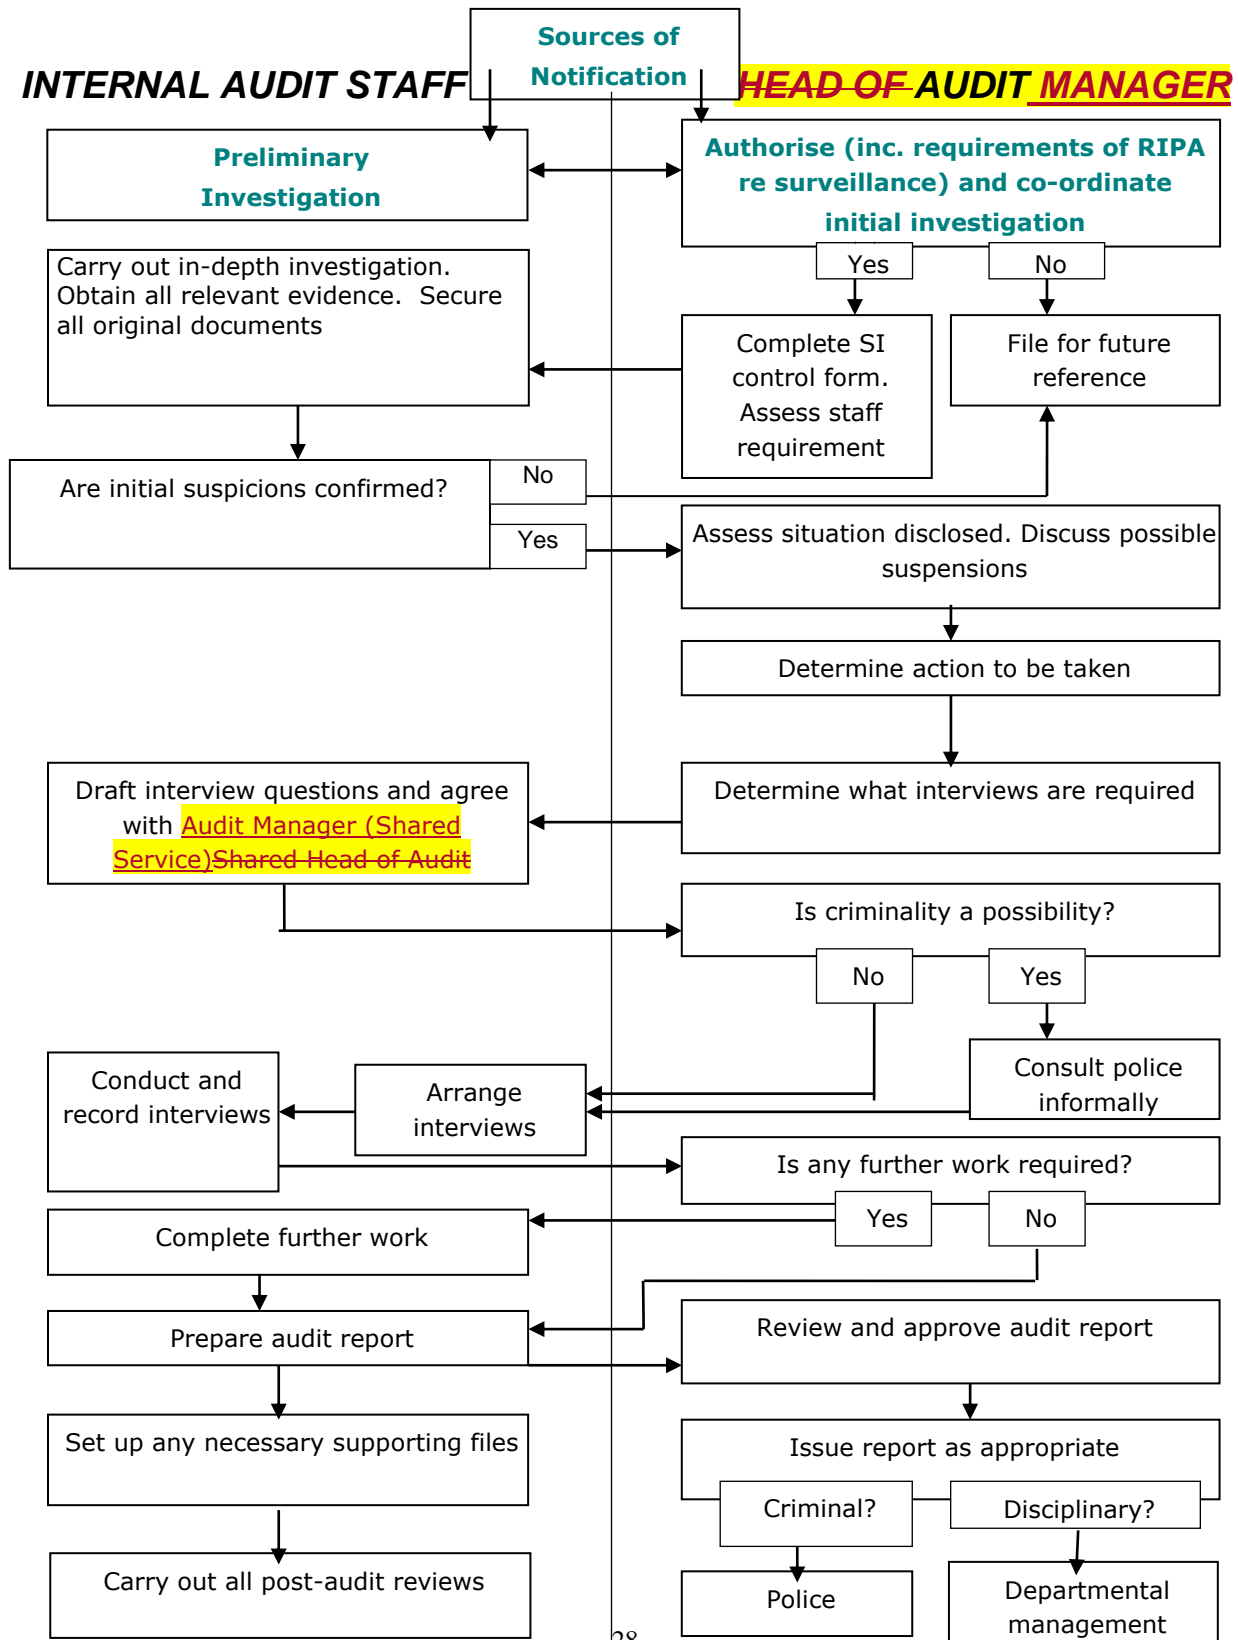 Sources of
Notification
INTERNAL AUDIT STAFF
HEAD OF AUDIT MANAGER
Preliminary
Investigation
Authorise (inc. requirements of RIPA
re surveillance) and co-ordinate
initial investigation
Yes
No
Carry out in-depth investigation.
Obtain all relevant evidence.  Secure
all original documents
Complete SI
control form.
Assess staff
requirement
File for future
reference
Are initial suspicions confirmed?
No
Yes
Assess situation disclosed. Discuss possible
suspensions
Determine action to be taken
Draft interview questions and agree
with Audit Manager (Shared
Service)Shared Head of Audit
Determine what interviews are required
Is criminality a possibility?
No
Yes
Conduct and
record interviews
Arrange
interviews
Consult police
informally
Is any further work required?
Yes
No
Complete further work
Prepare audit report
Review and approve audit report
Set up any necessary supporting files
Issue report as appropriate
Criminal?
Disciplinary?
Carry out all post-audit reviews
Police
Departmental
management
28